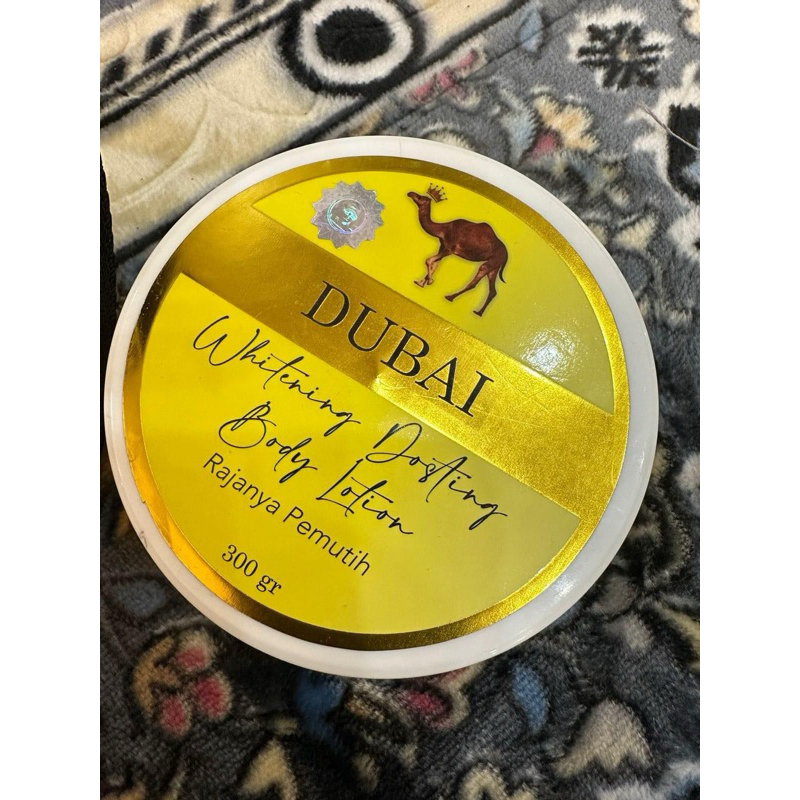 DUBAI
Whitening Dosting
Body Lotion
Rajanya Pemutih
300 gr